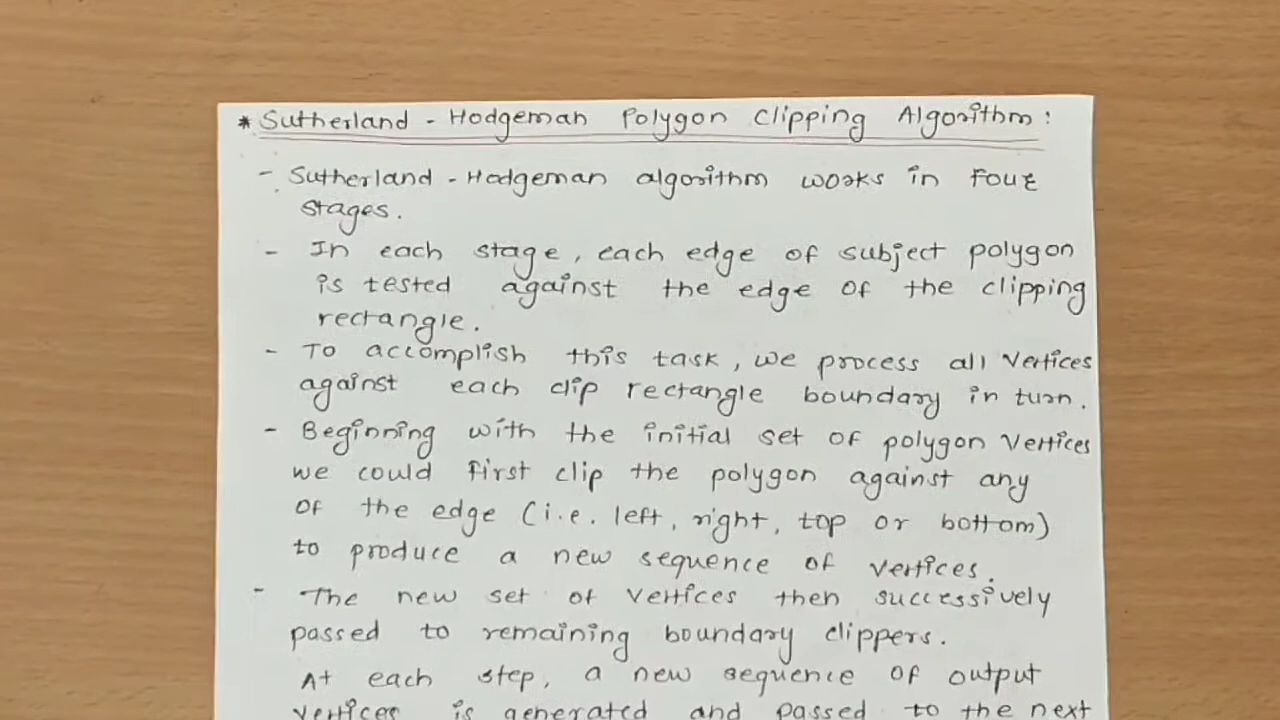 * Sutherland - Hodgeman Polygon Clipping Algorithm :
- Sutherland - Hodgeman algorithm works in four
stages.
- In each stage, each edge of subject polygon
is tested against the edge of the clipping
rectangle.
- To accomplish this task, we process all vertices
against each clip rectangle boundary in turn.
- Beginning with the initial set of polygon vertices
we could first clip the polygon against any
of the edge (i.e. left, right, top or bottom)
to produce a new sequence of vertices.
- The new set of vertices then successively
passed to remaining boundary clippers.
At each step, a new sequence of output
vertices is generated and passed to the next